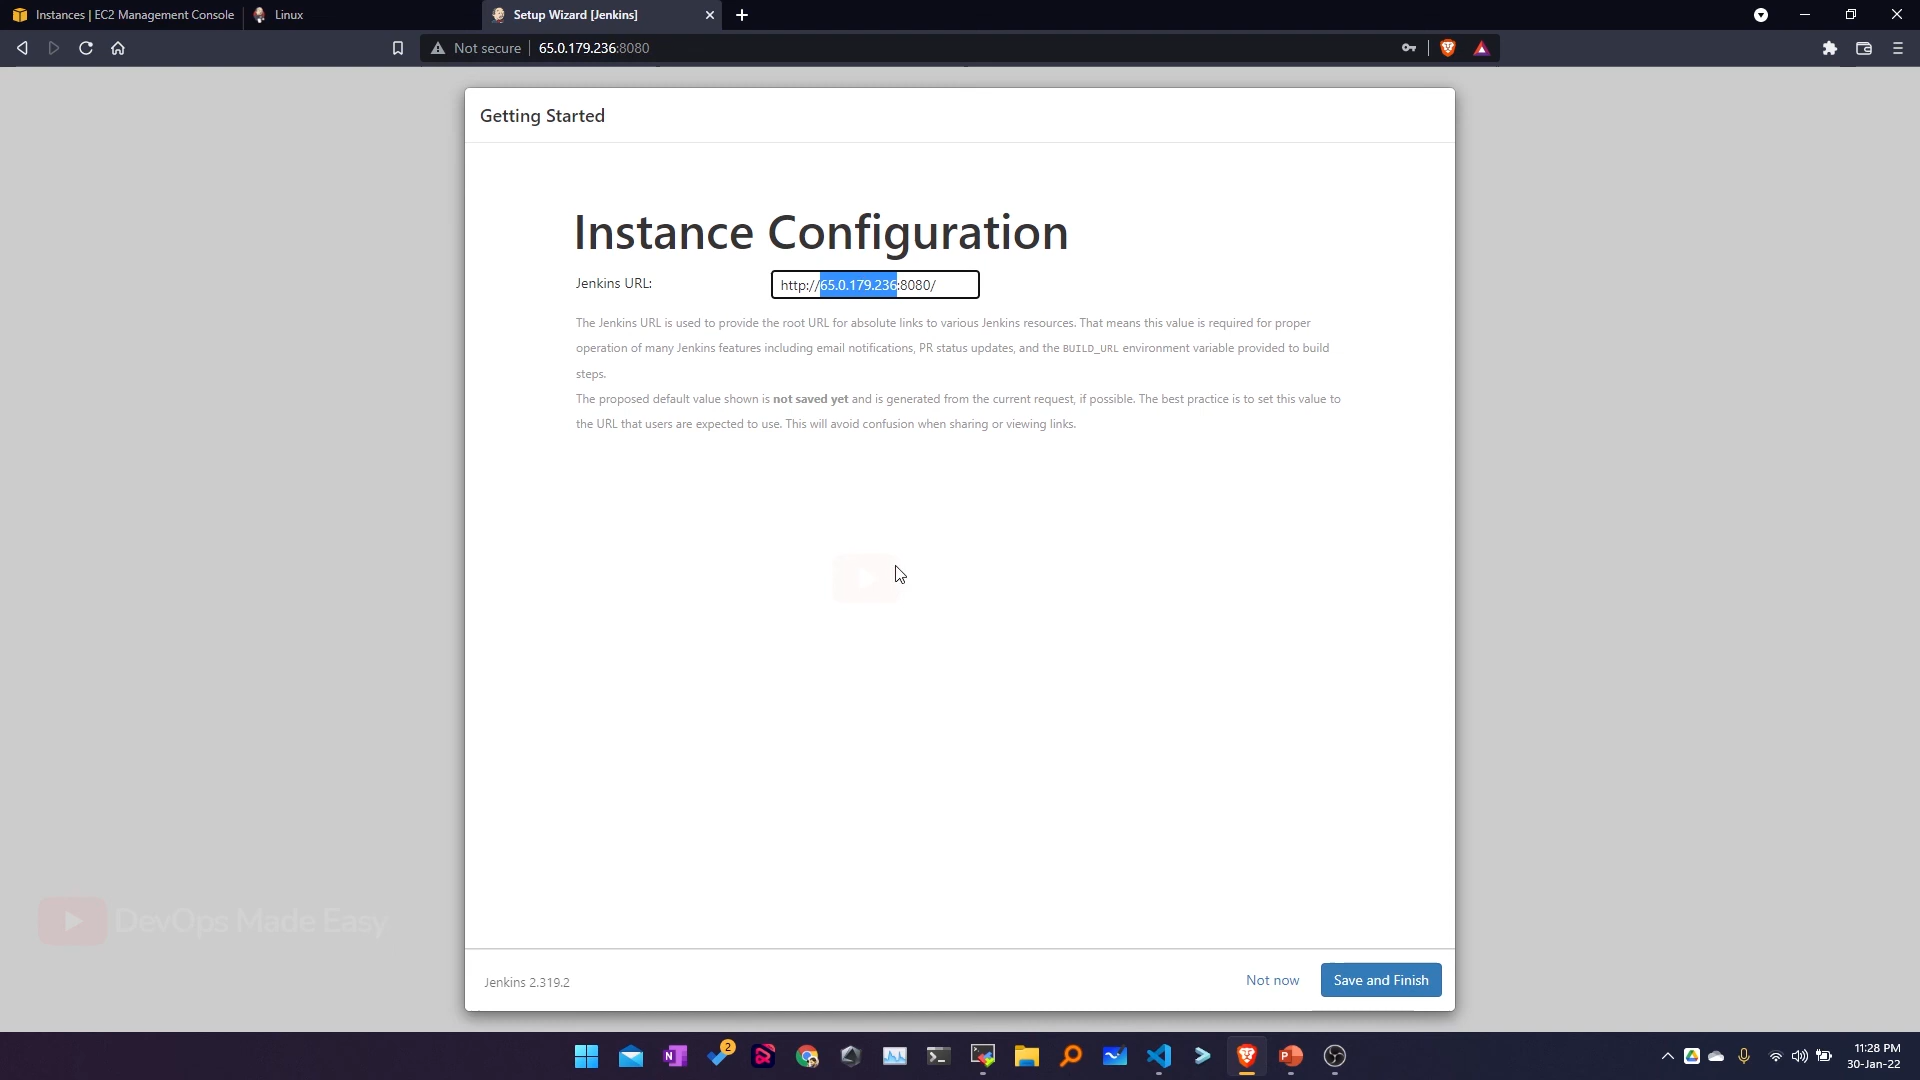 Instances | EC2 Management Console
Linux
Setup Wizard [Jenkins]
Not secure
65.0.179.236:8080
Getting Started
Instance Configuration
Jenkins URL:
http://65.0.179.236:8080/
The Jenkins URL is used to provide the root URL for absolute links to various Jenkins resources. That means this value is required for proper
operation of many Jenkins features including email notifications, PR status updates, and the BUILD_URL environment variable provided to build
steps.
The proposed default value shown is not saved yet and is generated from the current request, if possible. The best practice is to set this value to
the URL that users are expected to use. This will avoid confusion when sharing or viewing links.
DevOps Made Easy
Jenkins 2.319.2
Not now
Save and Finish
2
11:28 PM
30-Jan-22